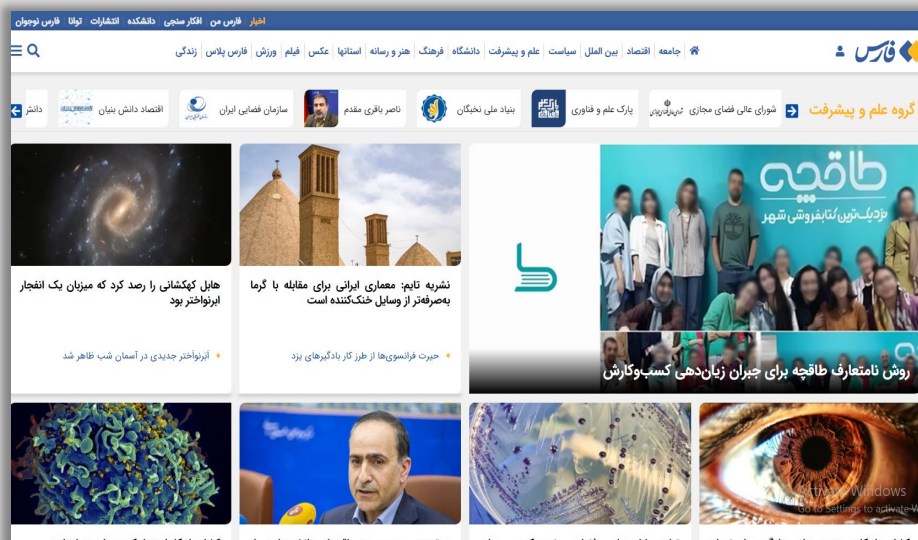 اخبار فارس من افکار سنجی دانشکده انتشارات توانا فارس نوجوان
فارس
جامعه اقتصاد بین الملل سیاست علم و پیشرفت دانشگاه فرهنگ هنر و رسانه استانها عکس فیلم ورزش فارس پلاس زندگی
گروه علم و پیشرفت
شورای عالی فضای مجازی
پارک علم و فناوری
بنیاد ملی نخبگان
ناصر باقری مقدم
سازمان فضایی ایران
اقتصاد دانش بنیان
دانش
طاقچه
نزدیک‌ترین کتابفروشی شهر
روش نامتعارف طاقچه برای جبران زیان‌دهی کسب‌وکارش
نشریه تایم: معماری ایرانی برای مقابله با گرما
به‌صرفه‌تر از وسایل خنک‌کننده است
حیرت فرانسوی‌ها از طرز کار بادگیرهای یزد
هابل کهکشانی را رصد کرد که میزبان یک انفجار
ابرنواختر بود
اَبَرنواَختر جدیدی در آسمان شب ظاهر شد
Activate Windows
Go to Settings to activate W